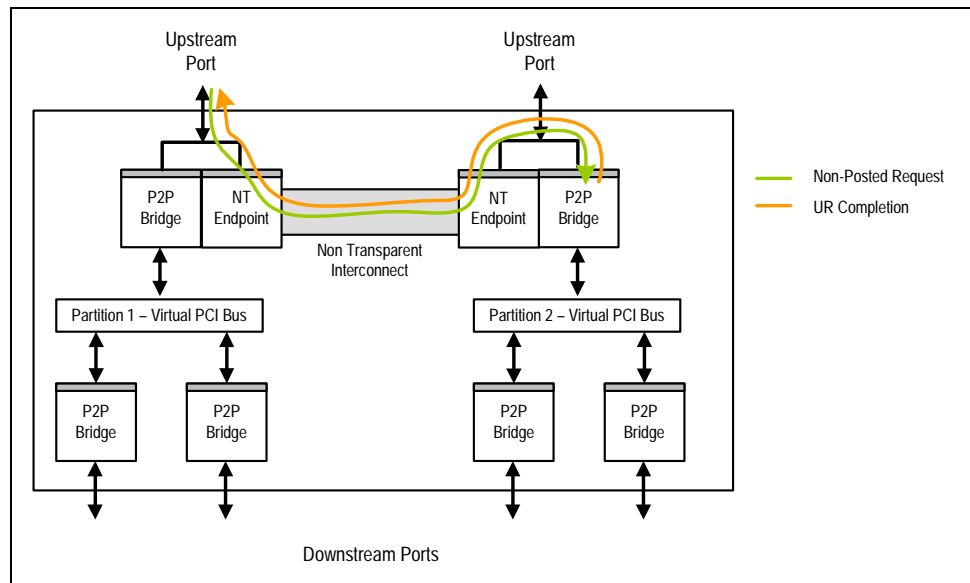 Upstream
Port
Upstream
Port
P2P
Bridge
NT
Endpoint
NT
Endpoint
P2P
Bridge
Non-Posted Request
UR Completion
Non Transparent
Interconnect
Partition 1 – Virtual PCI Bus
Partition 2 – Virtual PCI Bus
P2P
Bridge
P2P
Bridge
P2P
Bridge
P2P
Bridge
Downstream Ports